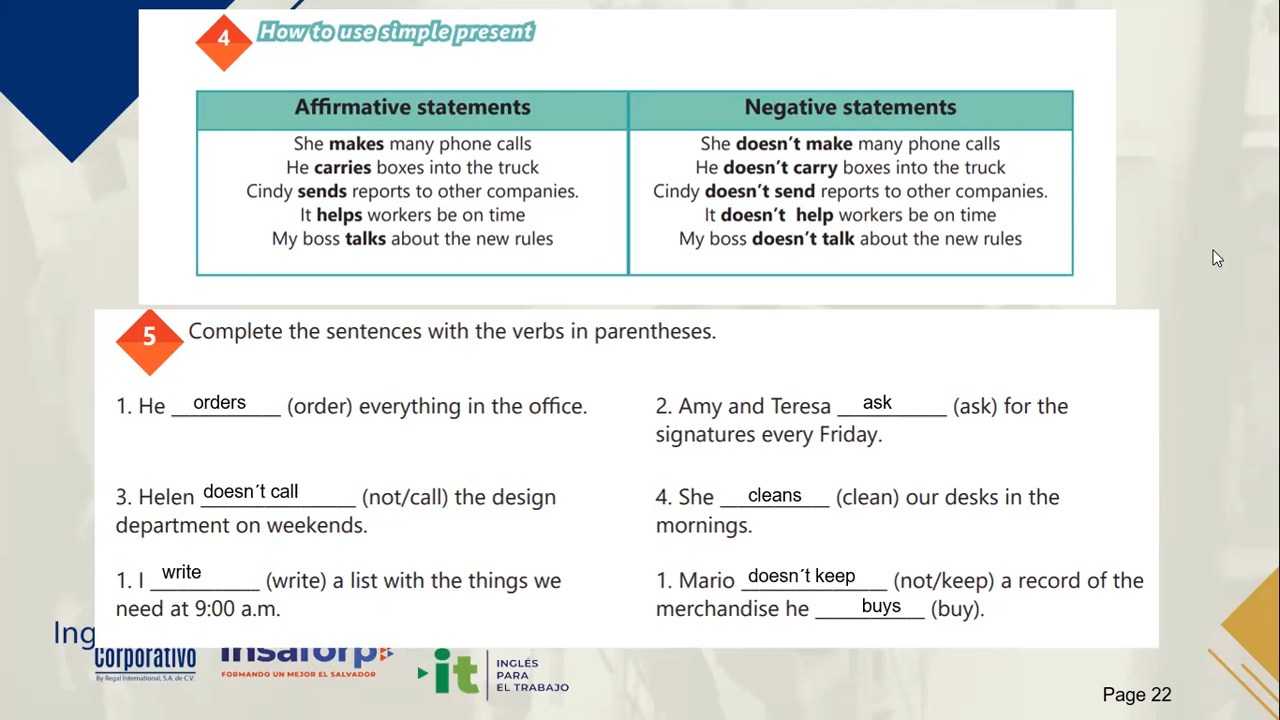 4 How to use simple present
Affirmative statements
She makes many phone calls
He carries boxes into the truck
Cindy sends reports to other companies.
It helps workers be on time
My boss talks about the new rules
Negative statements
She doesn’t make many phone calls
He doesn’t carry boxes into the truck
Cindy doesn’t send reports to other companies.
It doesn’t help workers be on time
My boss doesn’t talk about the new rules
5 Complete the sentences with the verbs in parentheses.
1. He orders (order) everything in the office.
2. Amy and Teresa ask (ask) for the
signatures every Friday.
3. Helen doesn´t call (not/call) the design
department on weekends.
4. She cleans (clean) our desks in the
mornings.
1. I write (write) a list with the things we
need at 9:00 a.m.
1. Mario doesn´t keep (not/keep) a record of the
merchandise he buys (buy).
Ing
Corporativo
By Regal International, S.A. de C.V.
insaforp
FORMANDO UN MEJOR EL SALVADOR
it
INGLÉS
PARA
EL TRABAJO
Page 22